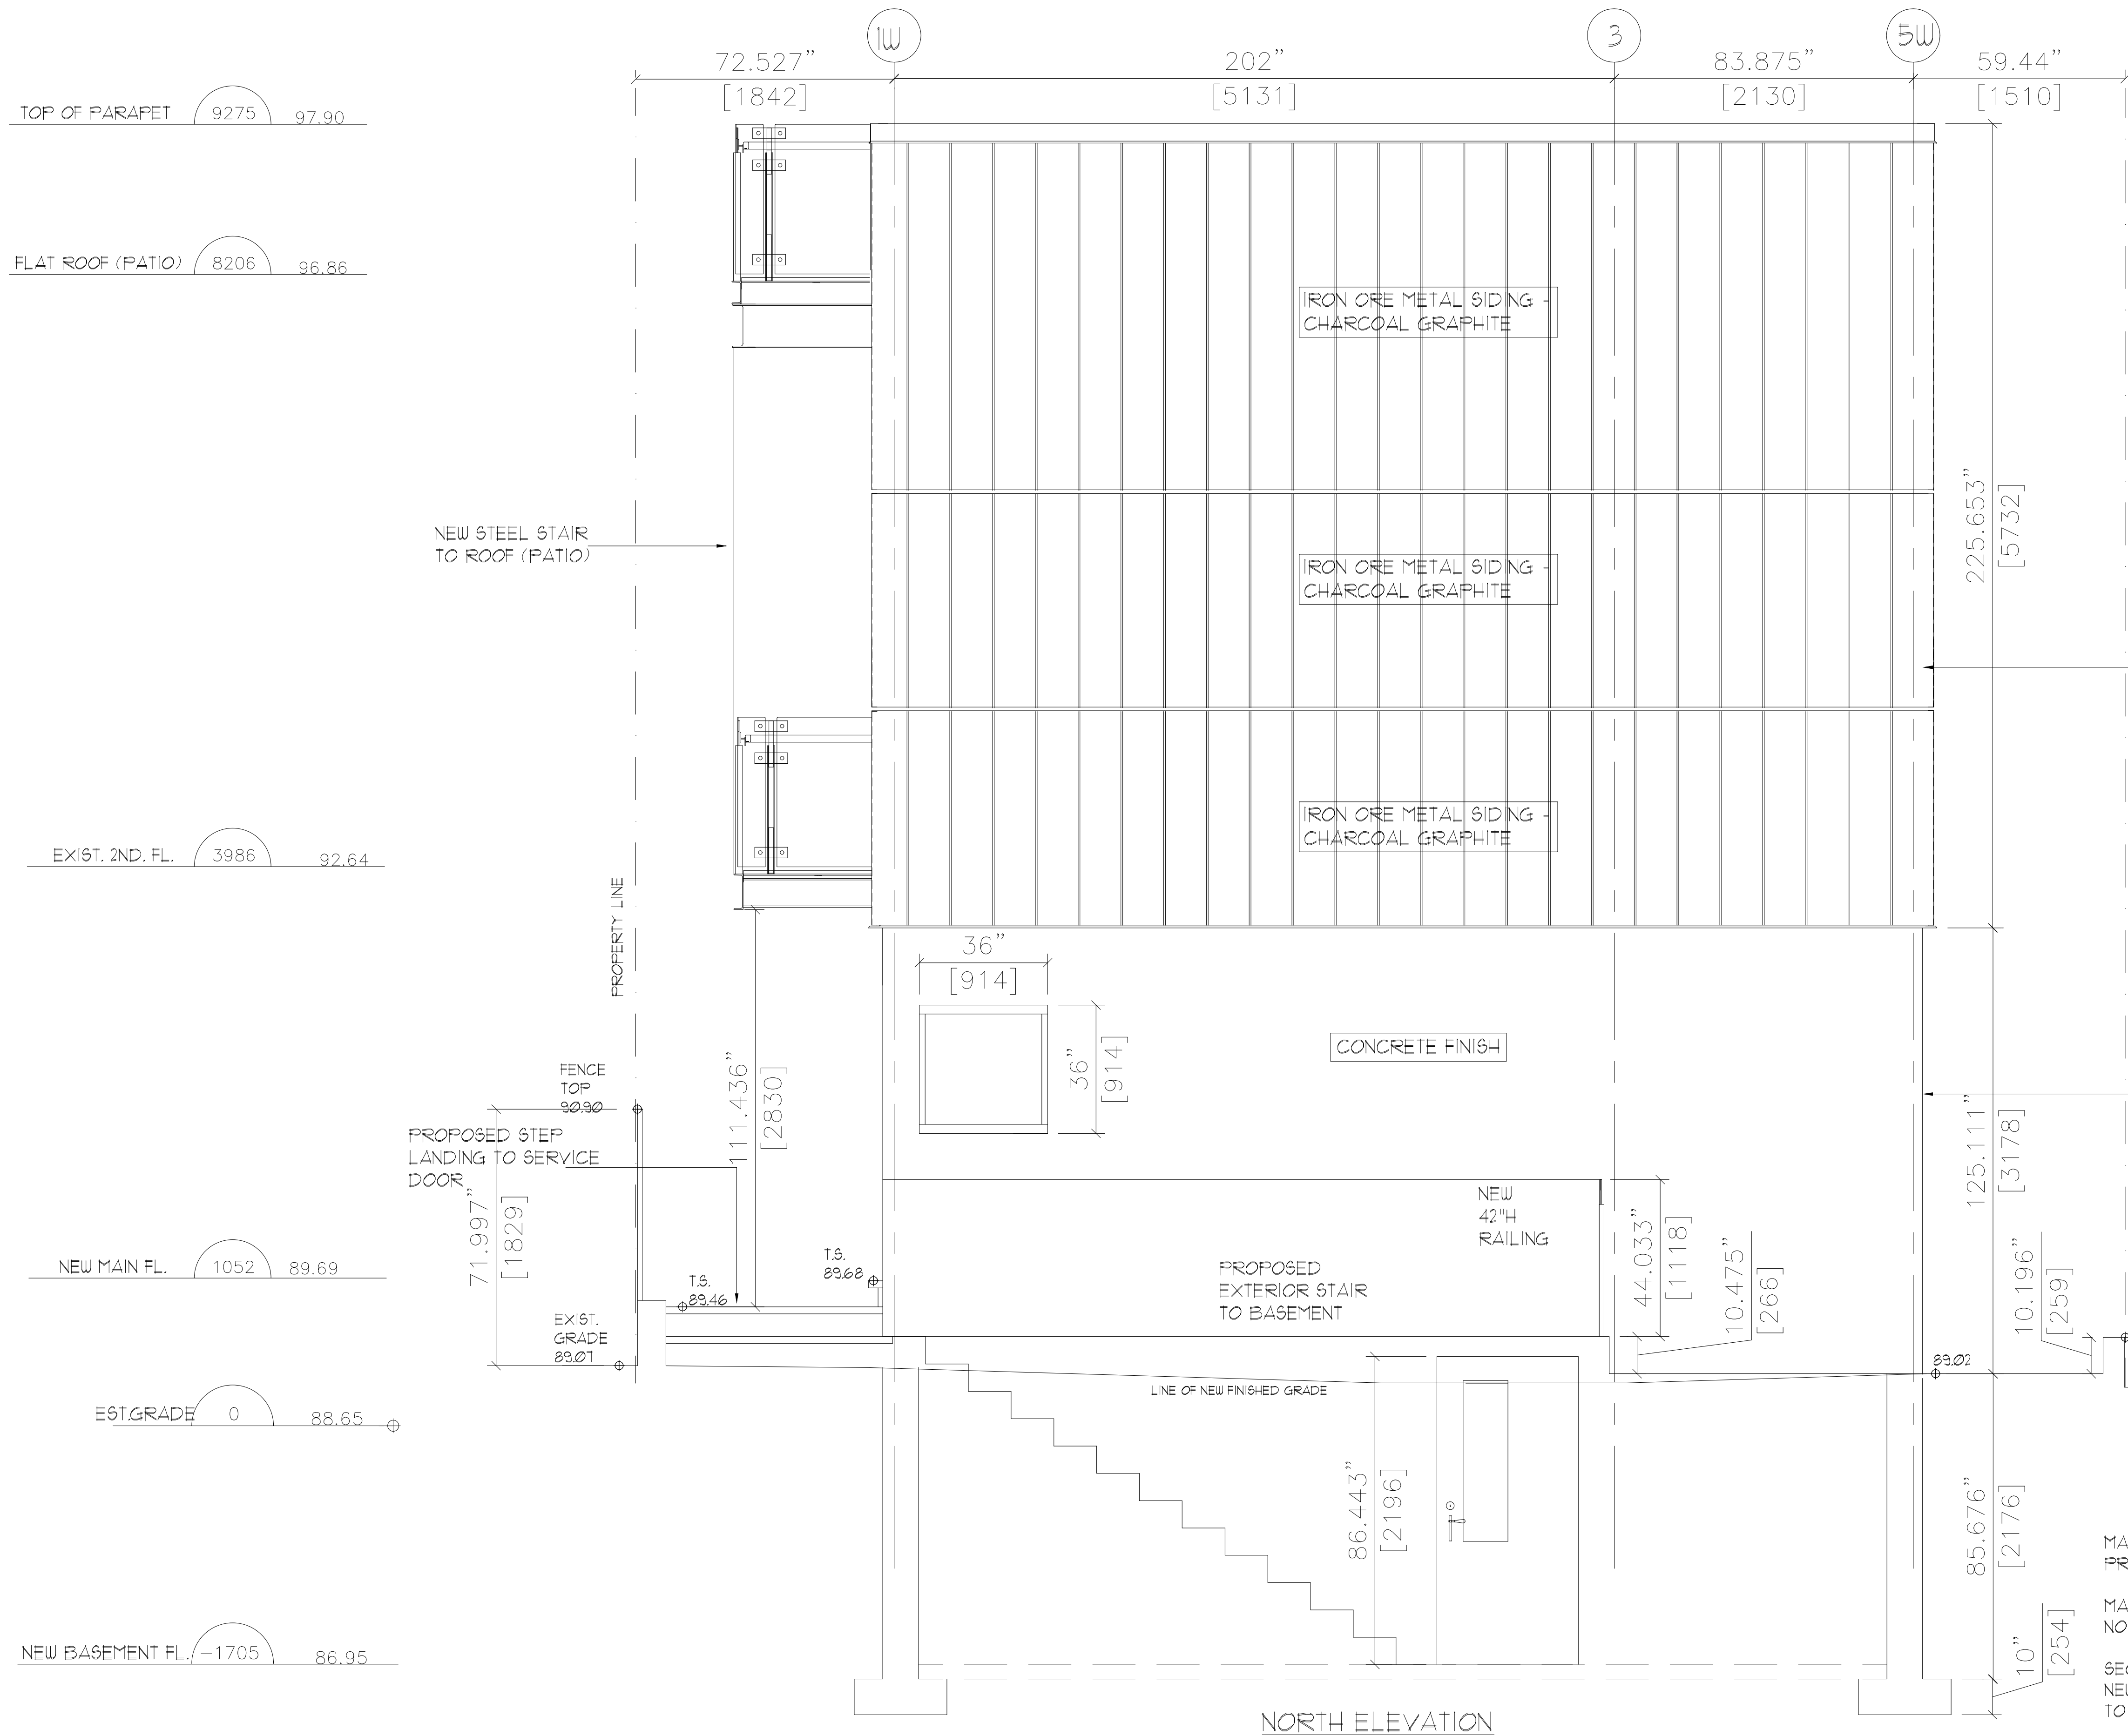 1W
3
5W
72.527"
[1842]
202"
[5131]
83.875"
[2130]
59.44"
[1510]
TOP OF PARAPET 9275 97.90
FLAT ROOF (PATIO) 8206 96.86
IRON ORE METAL SIDING -
CHARCOAL GRAPHITE
225.653"
[5732]
NEW STEEL STAIR
TO ROOF (PATIO)
IRON ORE METAL SIDING -
CHARCOAL GRAPHITE
IRON ORE METAL SIDING -
CHARCOAL GRAPHITE
EXIST. 2ND. FL. 3986 92.64
PROPERTY LINE
36"
[914]
36"
[914]
CONCRETE FINISH
111.436"
[2830]
125.111"
[3178]
FENCE
TOP
90.90
PROPOSED STEP
LANDING TO SERVICE
DOOR
71.997"
[1829]
NEW
42"H
RAILING
44.033"
[1118]
10.475"
[266]
10.196"
[259]
NEW MAIN FL. 1052 89.69
T.S.
89.68
T.S.
89.46
PROPOSED
EXTERIOR STAIR
TO BASEMENT
EXIST.
GRADE
89.07
89.02
LINE OF NEW FINISHED GRADE
EST.GRADE 0 88.65
86.443"
[2196]
85.676"
[2176]
10"
[254]
NEW BASEMENT FL. -1705 86.95
MA
PR
MA
NO
SEC
NEW
TO
NORTH ELEVATION